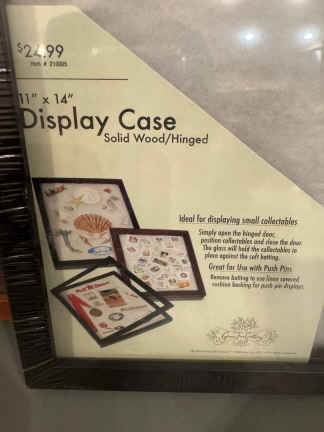 $24.99
Item # 210005
11" x 14"
Display Case
Solid Wood/Hinged
Ideal for displaying small collectables
Simply open the hinged door,
position collectables and close the door.
The glass will hold the collectables in
place against the soft batting.
Great for Use with Push Pins
Remove batting to use linen covered
cushion backing for push pin displays.